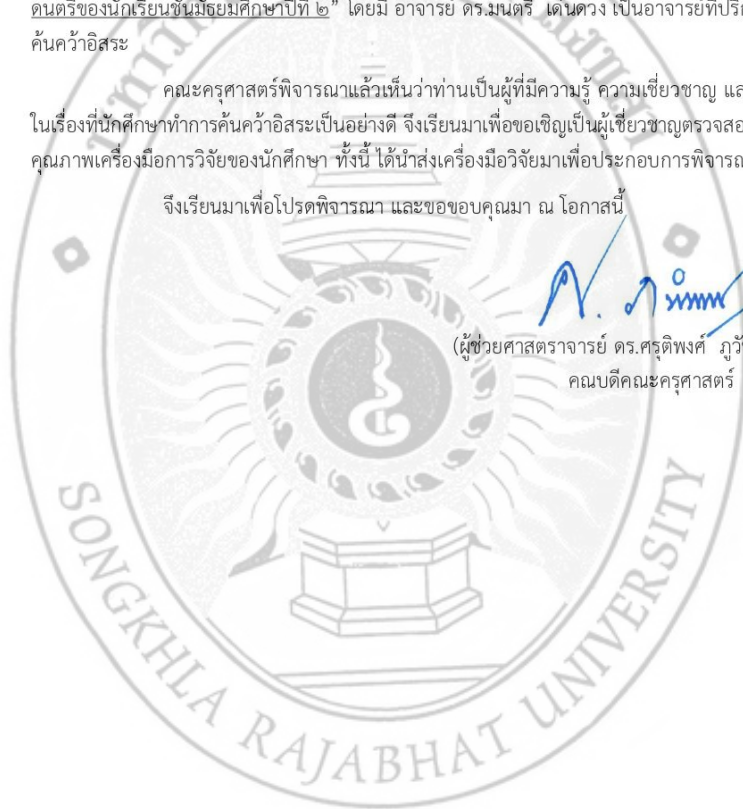 ดนตรีของนักเรียนชั้นมัธยมศึกษาปีที่ ๒" โดยมี อาจารย์ ดร.มนตรี เด่นดวง เป็นอาจารย์ที่ปรึ
ค้นคว้าอิสระ
คณะครุศาสตร์พิจารณาแล้วเห็นว่าท่านเป็นผู้ที่มีความรู้ ความเชี่ยวชาญ แล
ในเรื่องที่นักศึกษาทำการค้นคว้าอิสระเป็นอย่างดี จึงเรียนมาเพื่อขอเชิญเป็นผู้เชี่ยวชาญตรวจสอ
คุณภาพเครื่องมือการวิจัยของนักศึกษา ทั้งนี้ ได้นำส่งเครื่องมือวิจัยมาเพื่อประกอบการพิจารณ
จึงเรียนมาเพื่อโปรดพิจารณา และขอขอบคุณมา ณ โอกาสนี้
(ผู้ช่วยศาสตราจารย์ ดร.ศรุติพงศ์ ภูวั
คณบดีคณะครุศาสตร์
SONGKHLA RAJABHAT UNIVERSITY